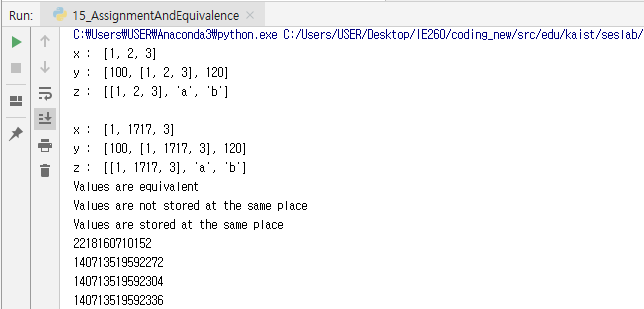 Run: 15_AssignmentAndEquivalence ×
C:₩Users₩USER₩Anaconda3₩python.exe C:/Users/USER/Desktop/IE260/coding_new/src/edu/kaist/seslab/
x :  [1, 2, 3]
y :  [100, [1, 2, 3], 120]
z :  [[1, 2, 3], 'a', 'b']
x :  [1, 1717, 3]
y :  [100, [1, 1717, 3], 120]
z :  [[1, 1717, 3], 'a', 'b']
Values are equivalent
Values are not stored at the same place
Values are stored at the same place
2218160710152
140713519592272
140713519592304
140713519592336